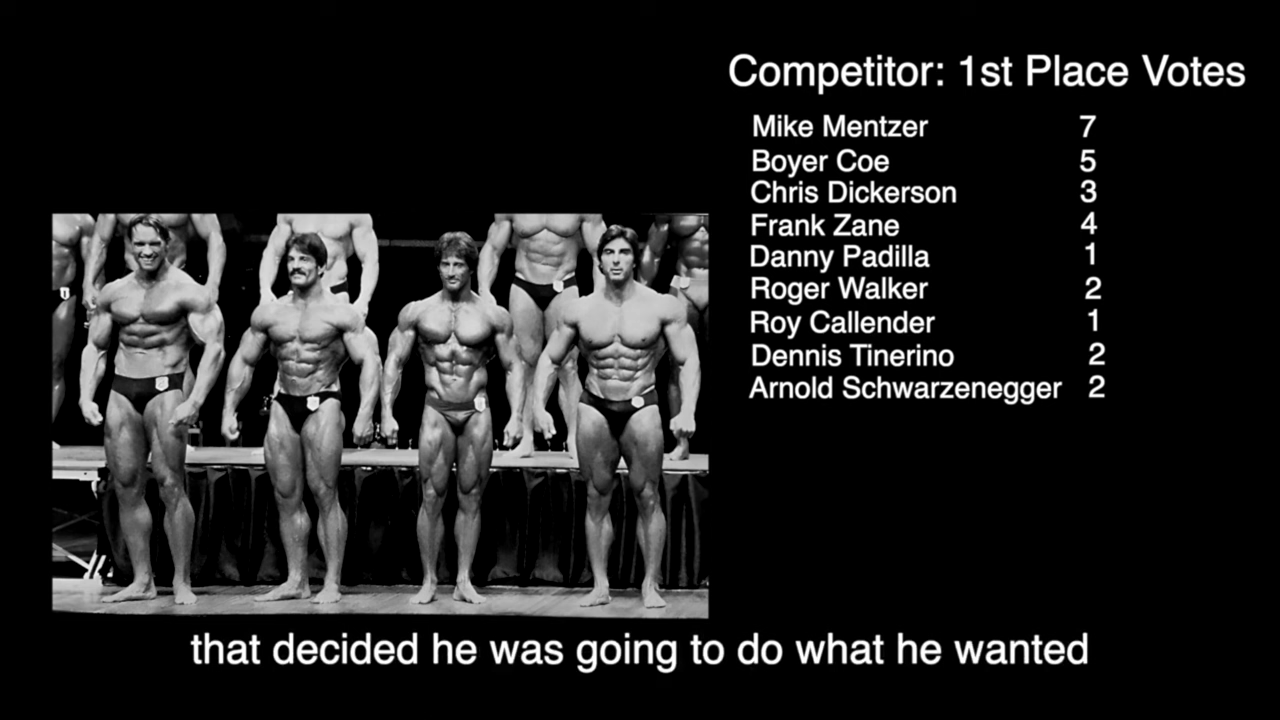 Competitor: 1st Place Votes
Mike Mentzer 7
Boyer Coe 5
Chris Dickerson 3
Frank Zane 4
Danny Padilla 1
Roger Walker 2
Roy Callender 1
Dennis Tinerino 2
Arnold Schwarzenegger 2
that decided he was going to do what he wanted